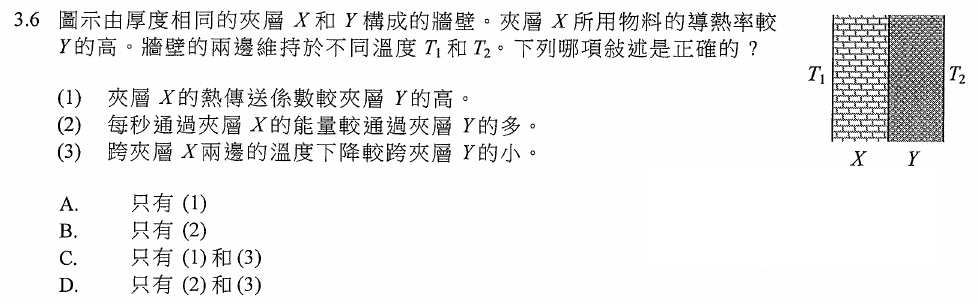 3.6 圖示由厚度相同的夾層 X 和 Y 構成的牆壁。夾層 X 所用物料的導熱率較
Y 的高。牆壁的兩邊維持於不同溫度 T₁ 和 T₂。下列哪項敘述是正確的？
(1) 夾層 X 的熱傳送係數較夾層 Y 的高。
(2) 每秒通過夾層 X 的能量較通過夾層 Y 的多。
(3) 跨夾層 X 兩邊的溫度下降較跨夾層 Y 的小。
A. 只有 (1)
B. 只有 (2)
C. 只有 (1) 和 (3)
D. 只有 (2) 和 (3)
T₁ T₂
X Y